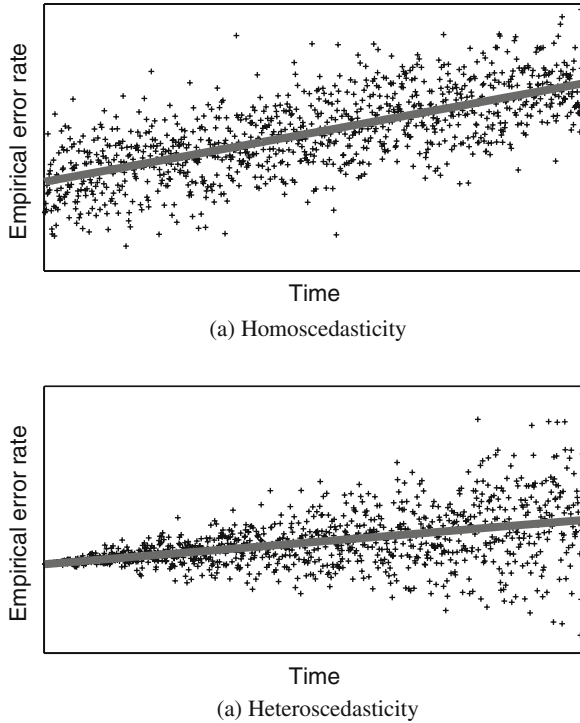 Empirical error rate
Time
(a) Homoscedasticity
Empirical error rate
Time
(a) Heteroscedasticity